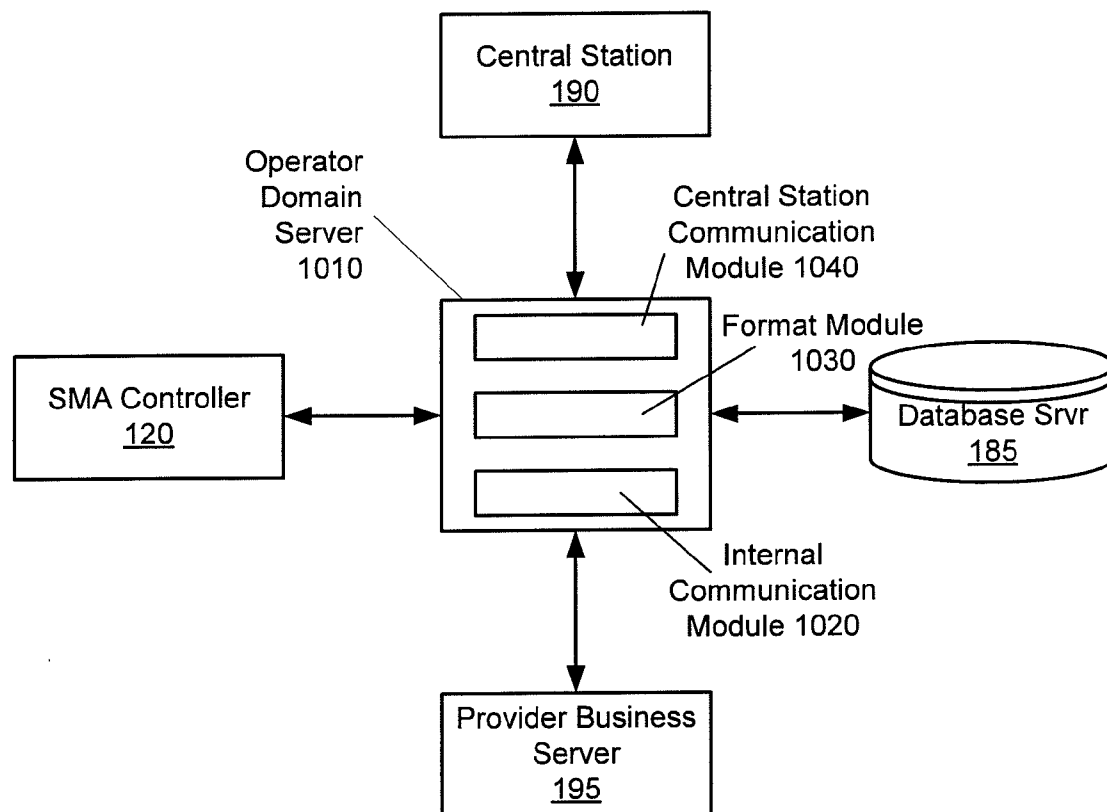 Central Station
190
Operator
Domain
Server
1010
Central Station
Communication
Module 1040
Format Module
1030
SMA Controller
120
Database Srvr
185
Internal
Communication
Module 1020
Provider Business
Server
195